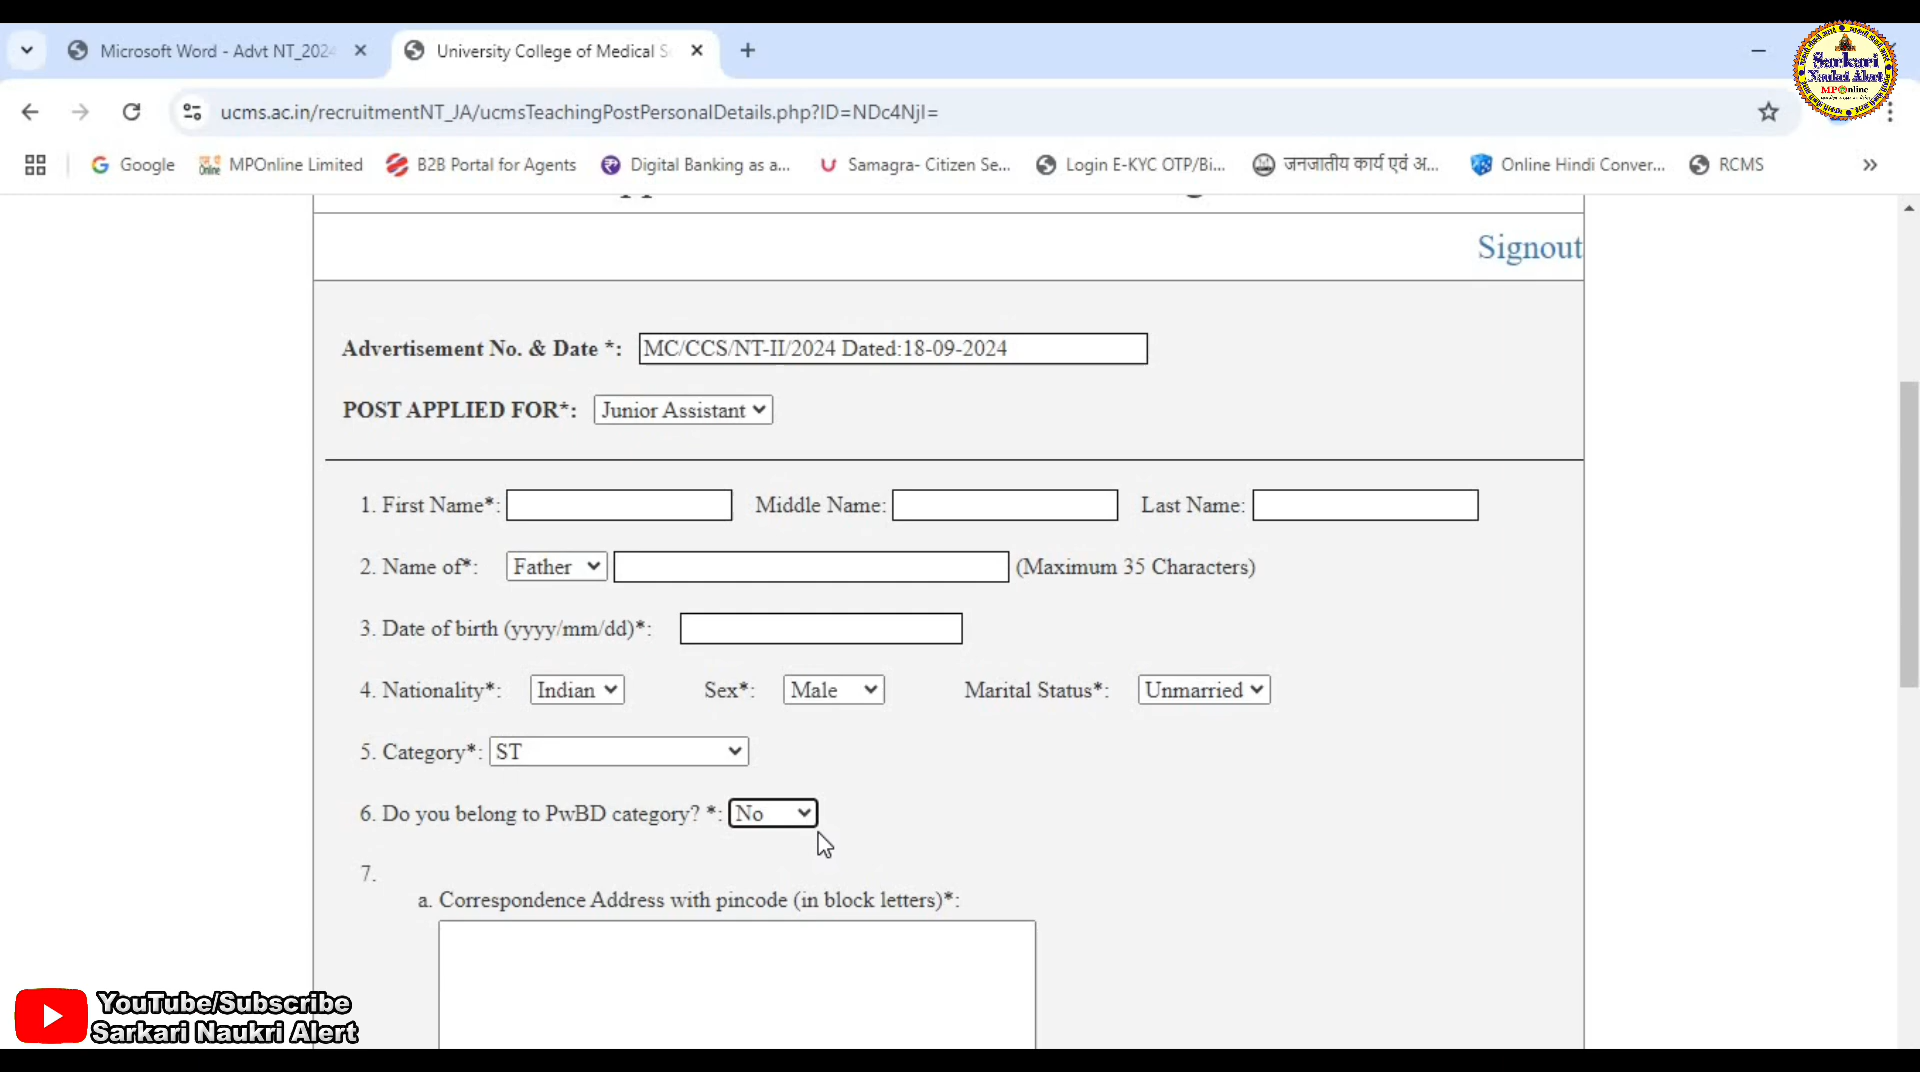 Microsoft Word - Advt NT_2024
University College of Medical S
Sarkari
Naukri Alert
MPOnline
ucms.ac.in/recruitmentNT_JA/ucmsTeachingPostPersonalDetails.php?ID=NDc4NjI=
Google MPOnline Limited B2B Portal for Agents Digital Banking as a... Samagra- Citizen Se... Login E-KYC OTP/Bi... जनजातीय कार्य एवं अ... Online Hindi Conver... RCMS
Signout
Advertisement No. & Date *: MC/CCS/NT-II/2024 Dated:18-09-2024
POST APPLIED FOR*: Junior Assistant
1. First Name*: Middle Name: Last Name:
2. Name of*: Father (Maximum 35 Characters)
3. Date of birth (yyyy/mm/dd)*:
4. Nationality*: Indian Sex*: Male Marital Status*: Unmarried
5. Category*: ST
6. Do you belong to PwBD category? *: No
7.
a. Correspondence Address with pincode (in block letters)*:
YouTube/Subscribe
Sarkari Naukri Alert